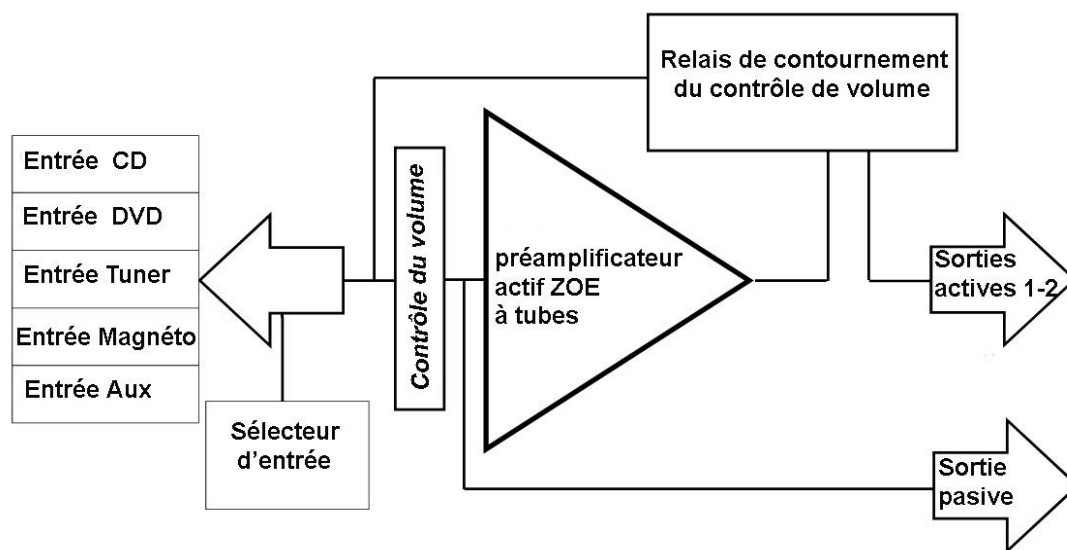 Relais de contournement
du contrôle de volume
Entrée CD
Entrée DVD
Entrée Tuner
Entrée Magnéto
Entrée Aux
Sélecteur
d'entrée
Contrôle du volume
préamplificateur
actif ZOE
à tubes
Sorties
actives 1-2
Sortie
pasive